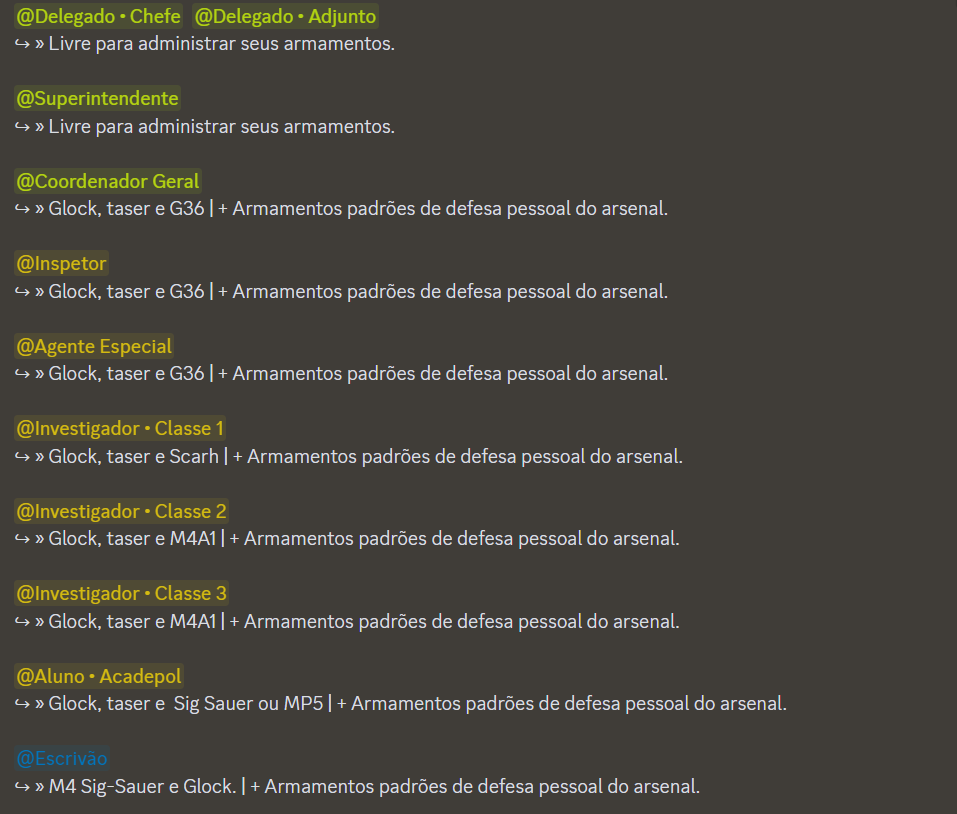 @Delegado • Chefe @Delegado • Adjunto
↪ » Livre para administrar seus armamentos.
@Superintendente
↪ » Livre para administrar seus armamentos.
@Coordenador Geral
↪ » Glock, taser e G36 | + Armamentos padrões de defesa pessoal do arsenal.
@Inspetor
↪ » Glock, taser e G36 | + Armamentos padrões de defesa pessoal do arsenal.
@Agente Especial
↪ » Glock, taser e G36 | + Armamentos padrões de defesa pessoal do arsenal.
@Investigador • Classe 1
↪ » Glock, taser e Scarh | + Armamentos padrões de defesa pessoal do arsenal.
@Investigador • Classe 2
↪ » Glock, taser e M4A1 | + Armamentos padrões de defesa pessoal do arsenal.
@Investigador • Classe 3
↪ » Glock, taser e M4A1 | + Armamentos padrões de defesa pessoal do arsenal.
@Aluno • Acadepol
↪ » Glock, taser e  Sig Sauer ou MP5 | + Armamentos padrões de defesa pessoal do arsenal.
@Escrivão
↪ » M4 Sig-Sauer e Glock. | + Armamentos padrões de defesa pessoal do arsenal.